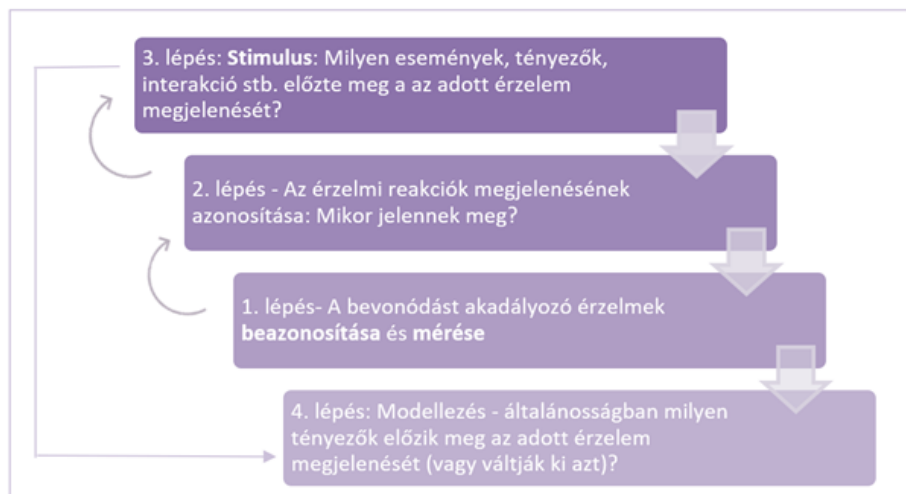 3. lépés: Stimulus: Milyen események, tényezők,
interakció stb. előzte meg a az adott érzelem
megjelenését?
2. lépés - Az érzelmi reakciók megjelenésének
azonosítása: Mikor jelennek meg?
1. lépés- A bevonódást akadályozó érzelmek
beazonosítása és mérése
4. lépés: Modellezés - általánosságban milyen
tényezők előzik meg az adott érzelem
megjelenését (vagy váltják ki azt)?